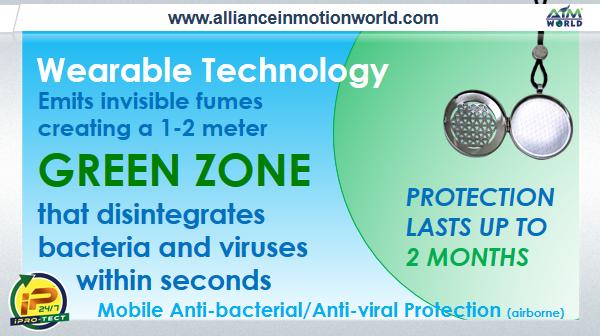 www.allianceinmotionworld.com
AIM
WORLD
Wearable Technology
Emits invisible fumes
creating a 1-2 meter
GREEN ZONE
that disintegrates
bacteria and viruses
within seconds
PROTECTION
LASTS UP TO
2 MONTHS
iP
24/7
iPRO-TECT
Mobile Anti-bacterial/Anti-viral Protection (airborne)